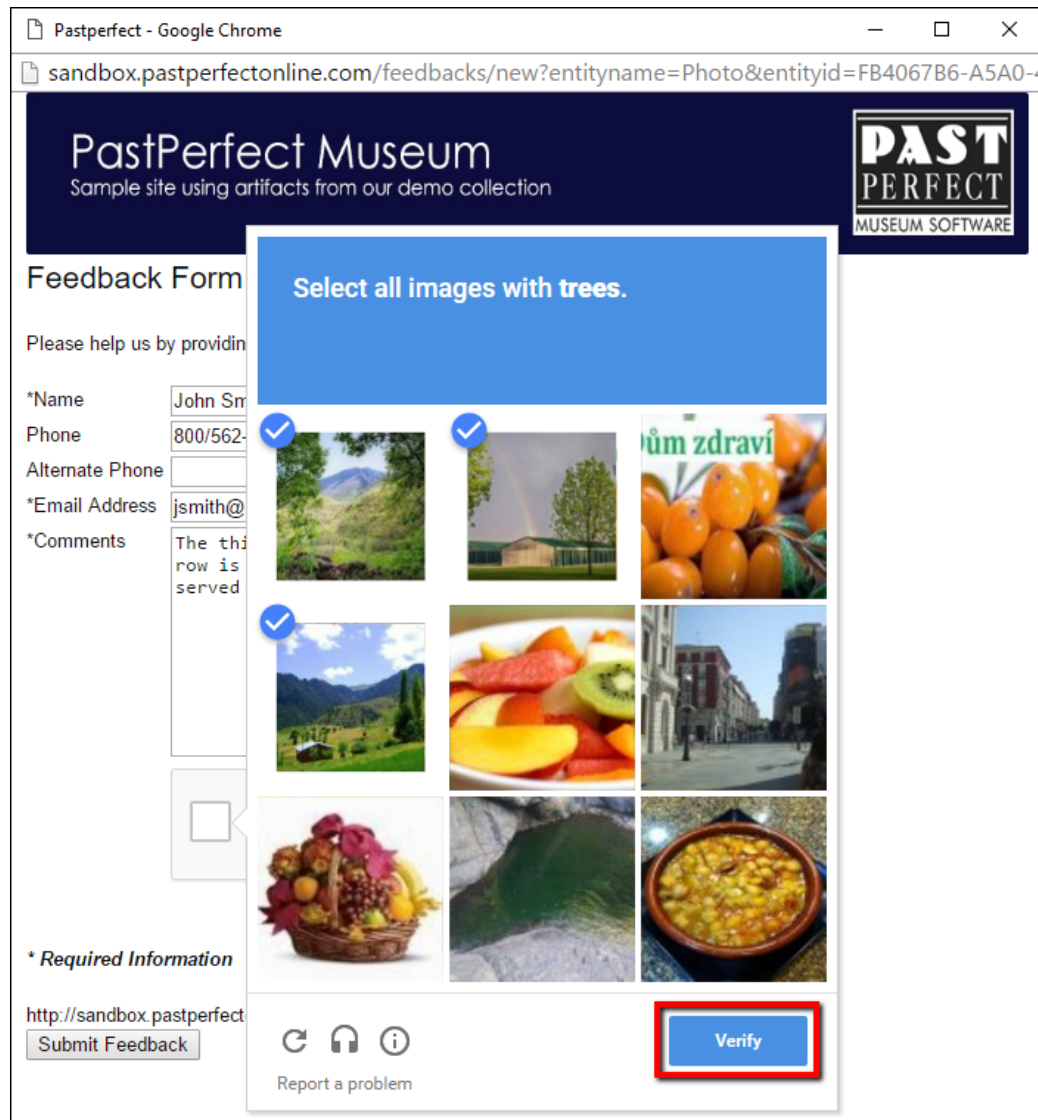 Pastperfect - Google Chrome
sandbox.pastperfectonline.com/feedbacks/new?entityname=Photo&entityid=FB4067B6-A5A0-
PastPerfect Museum
Sample site using artifacts from our demo collection
PAST
PERFECT
MUSEUM SOFTWARE
Feedback Form
Select all images with trees.
Please help us by providin
*Name
John Sm
Phone
800/562-
Alternate Phone
*Email Address
jsmith@
*Comments
The thi
row is
served
ům zdraví
* Required Information
http://sandbox.pastperfect
Submit Feedback
Report a problem
Verify